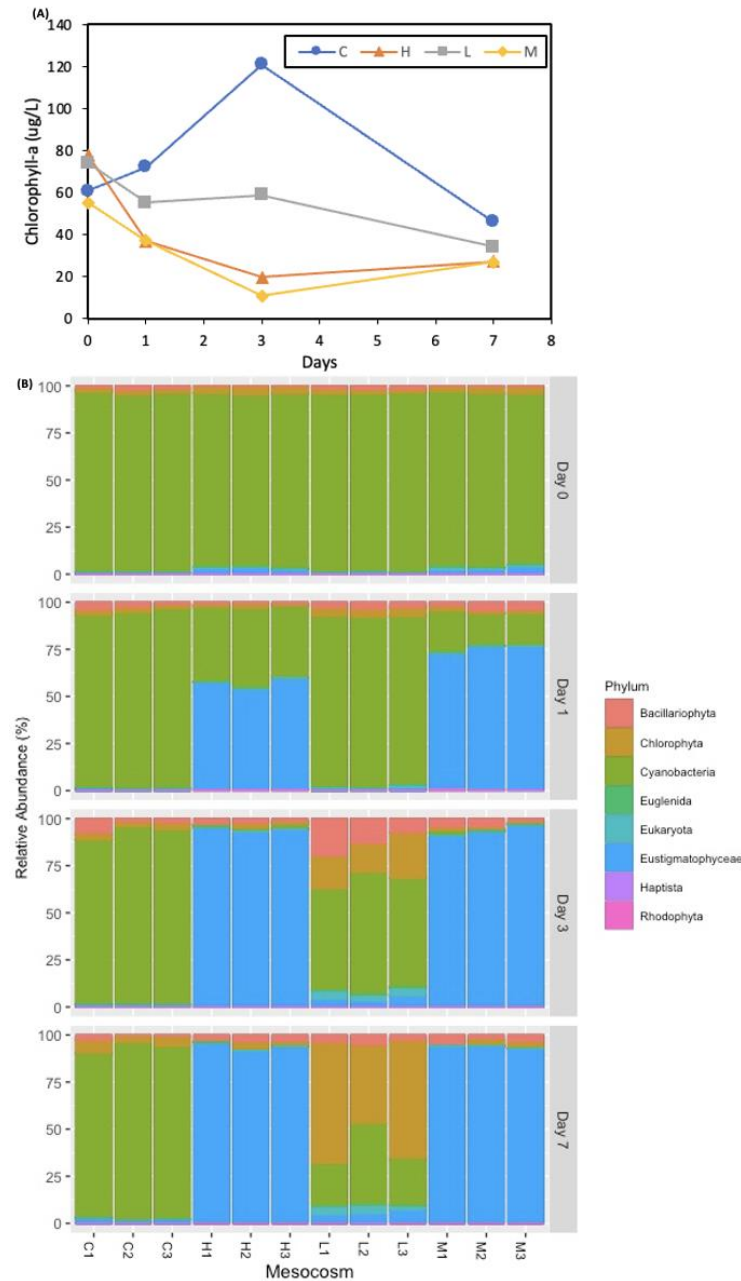 (A)
140
120
100
80
60
40
20
0
Chlorophyll-a (ug/L)
C H L M
0 1 2 3 4 5 6 7 8
Days
(B)
100
75
50
25
0
Day 0
100
75
50
25
0
Day 1
100
75
50
25
0
Day 3
100
75
50
25
0
Day 7
Relative Abundance (%)
C1 C2 C3 H1 H2 H3 L1 L2 L3 M1 M2 M3
Mesocosm
Phylum
Bacillariophyta
Chlorophyta
Cyanobacteria
Euglenida
Eukaryota
Eustigmatophyceae
Haptista
Rhodophyta